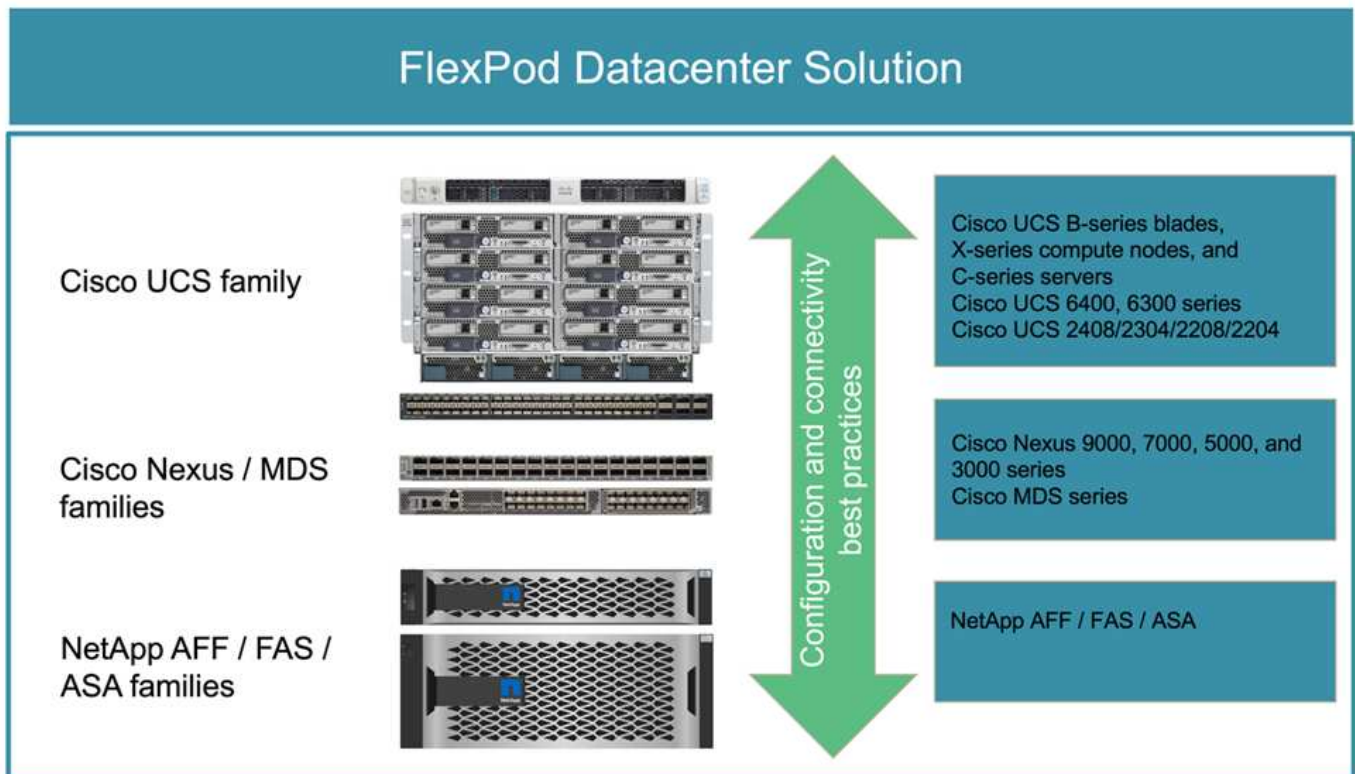 FlexPod Datacenter Solution
Cisco UCS family
Cisco UCS B-series blades,
X-series compute nodes, and
C-series servers
Cisco UCS 6400, 6300 series
Cisco UCS 2408/2304/2208/2204
Configuration and connectivity
best practices
Cisco Nexus / MDS
families
Cisco Nexus 9000, 7000, 5000, and
3000 series
Cisco MDS series
NetApp
NetApp
NetApp AFF / FAS /
ASA families
NetApp AFF / FAS / ASA